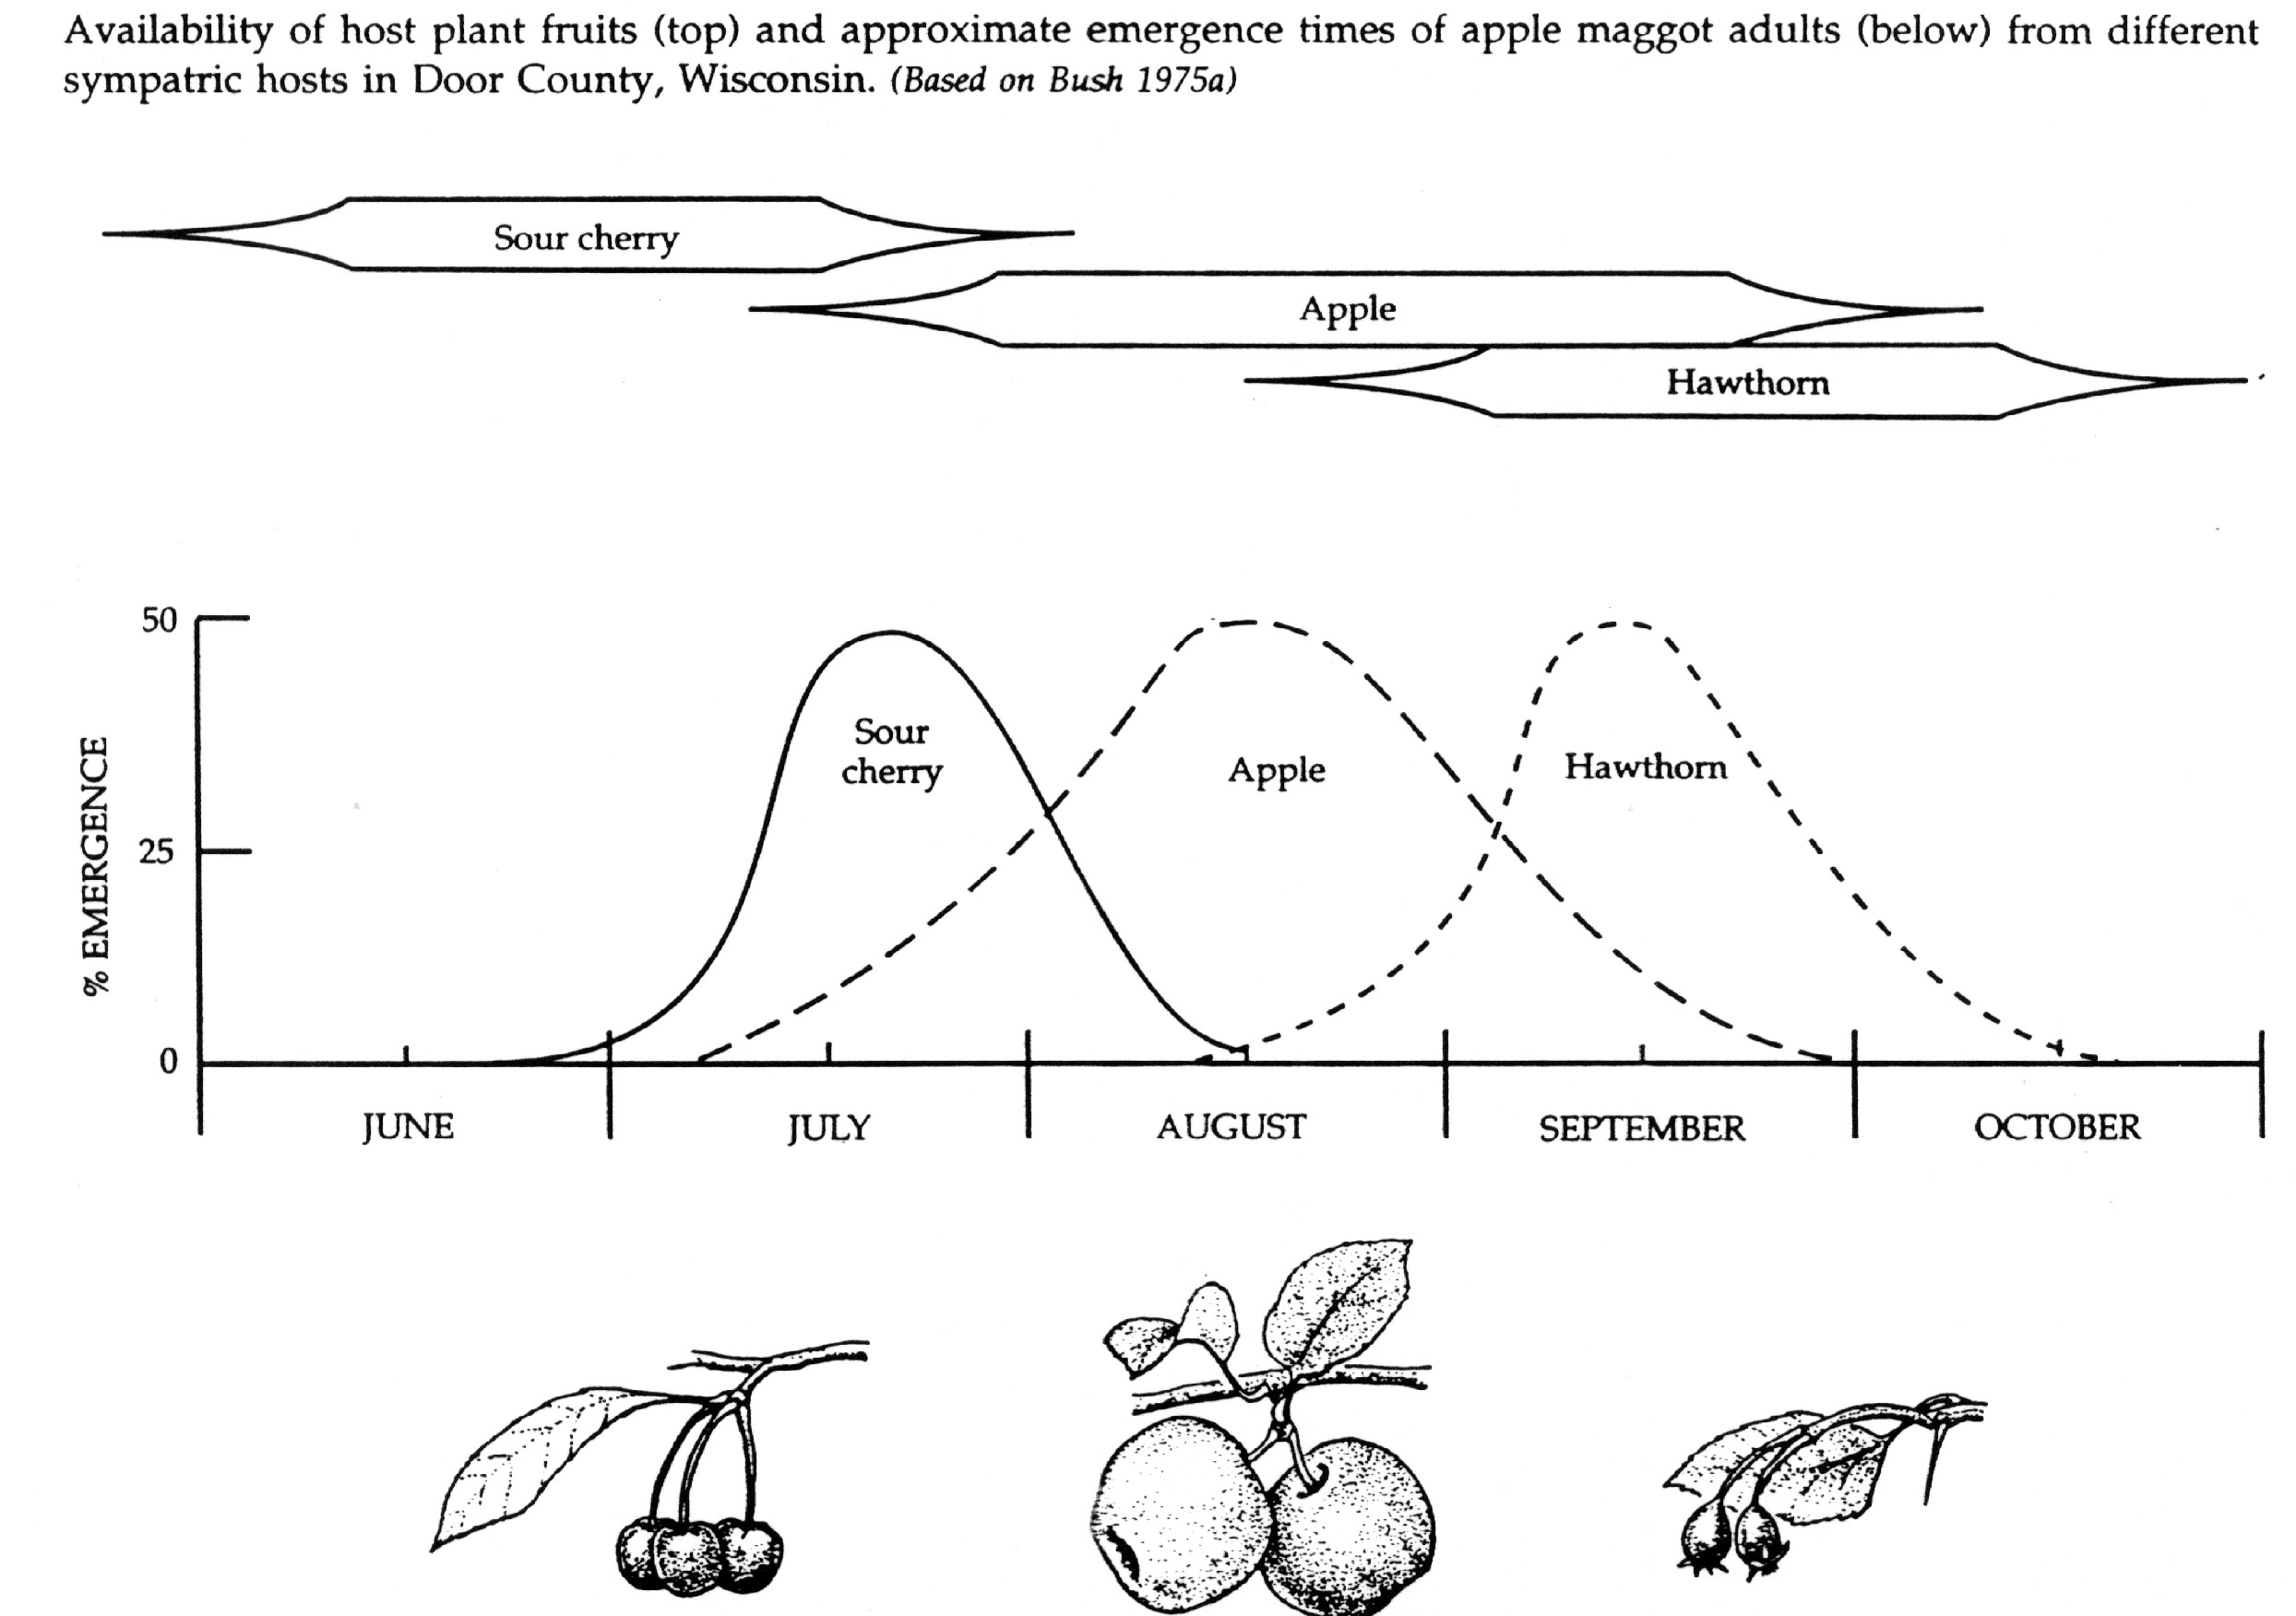 Availability of host plant fruits (top) and approximate emergence times of apple maggot adults (below) from different
sympatric hosts in Door County, Wisconsin. (Based on Bush 1975a)
Sour cherry
Apple
Hawthorn
50
25
0
% EMERGENCE
Sour
cherry
Apple
Hawthorn
JUNE
JULY
AUGUST
SEPTEMBER
OCTOBER